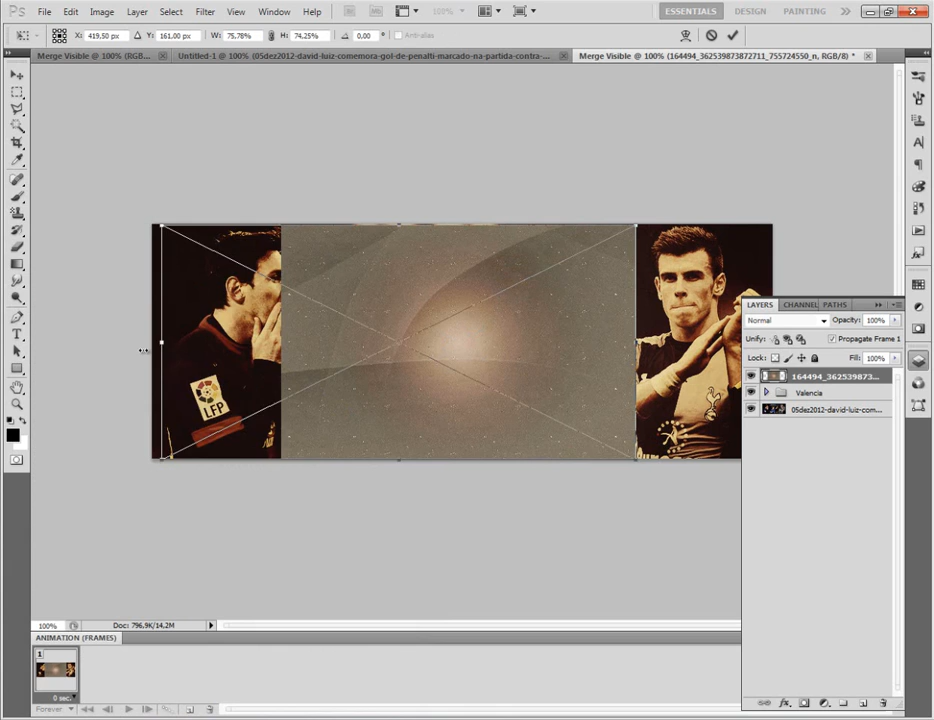 Ps File Edit Image Layer Select Filter View Window Help 100% ESSENTIALS DESIGN PAINTING
X: 419,50 px Y: 161,00 px W: 75,78% H: 74,25% 0,00 ° Antialias
Merge Visible @ 100% (RGB... Untitled-1 @ 100% (05dez2012-david-luiz-comemora-gol-de-penalti-marcado-na-partida-contra-... Merge Visible @ 100% (164494_362539873872711_755724550_n, RGB/8) *
LFP
LAYERS CHANNEL PATHS
Normal Opacity: 100%
Unify: Propagate Frame 1
Lock: Fill: 100%
164494_362539873...
Valencia
05dez2012-david-luiz-com...
100% Doc: 796,9K/14,2M
ANIMATION (FRAMES)
1
0 sec.
Forever